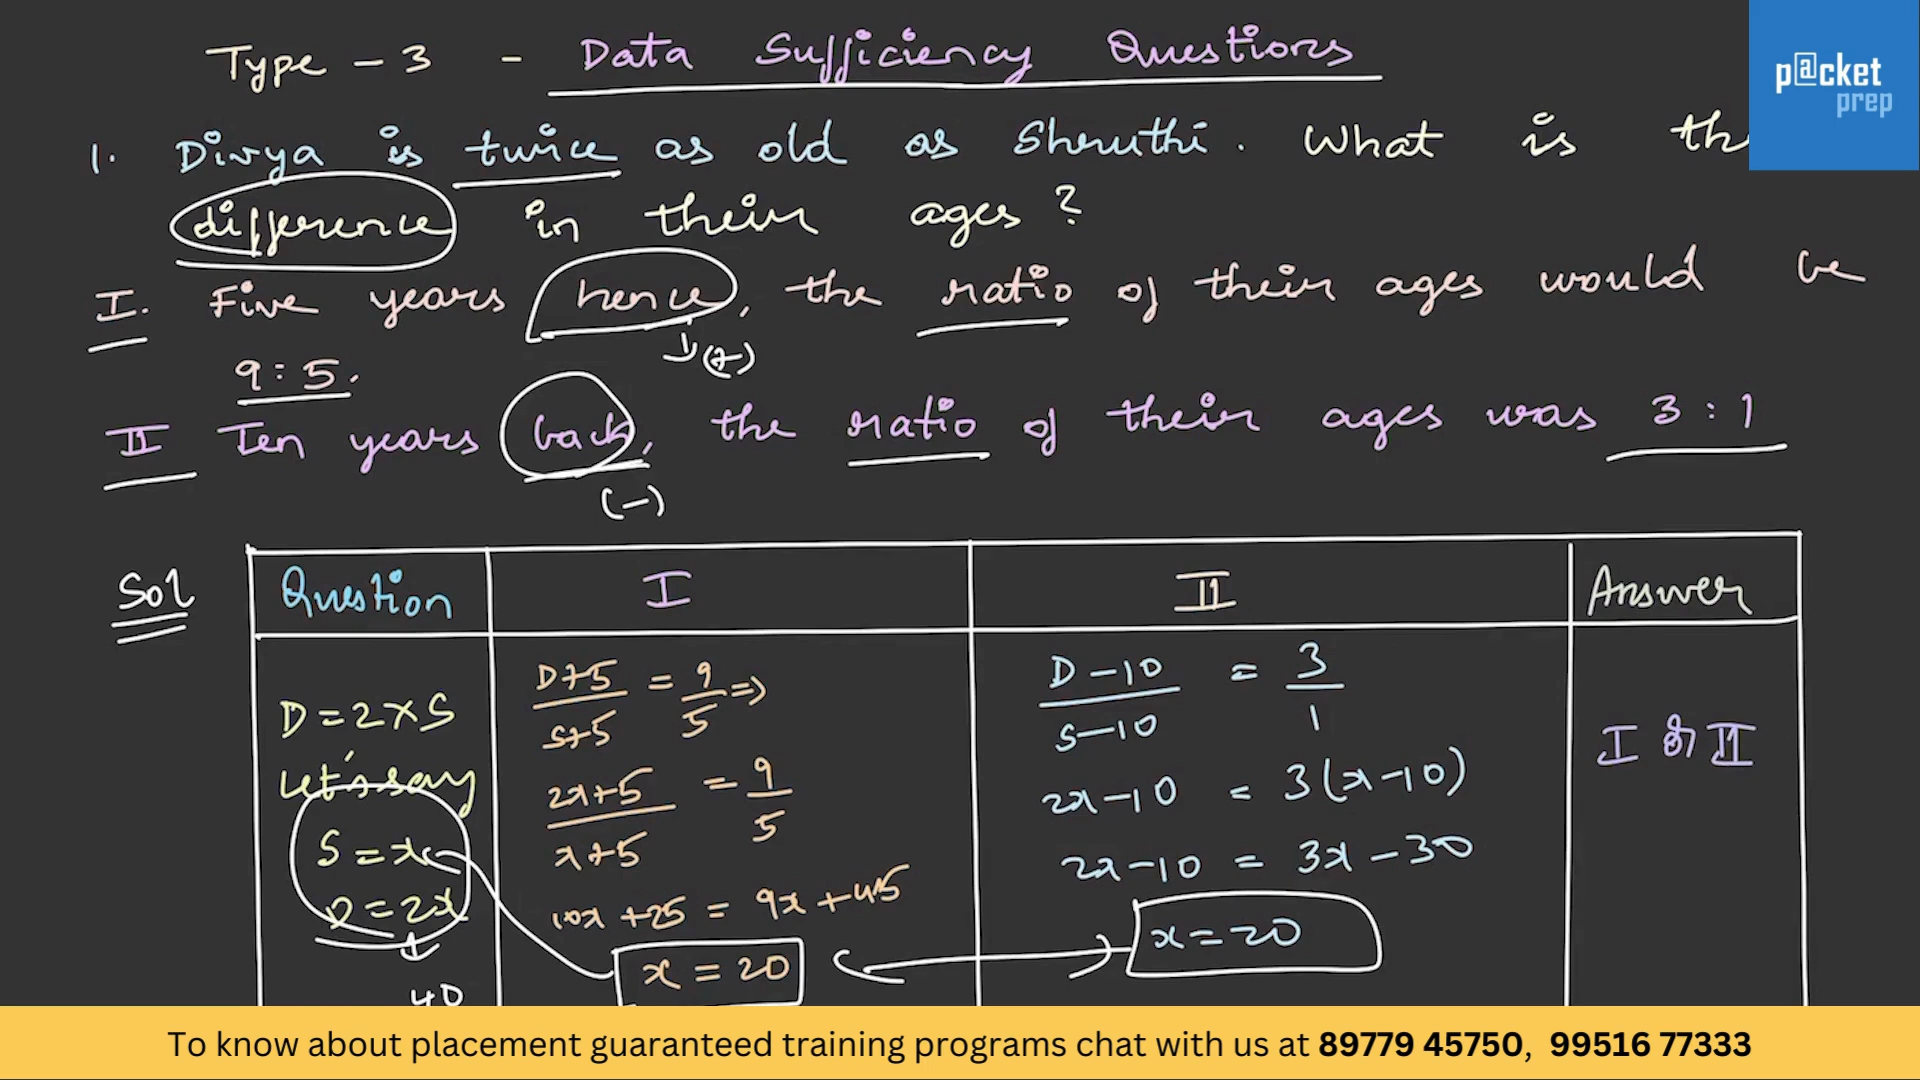 Type - 3 - Data Sufficiency Questions
p@cket
prep
1. Divya is twice as old as Shruthi. What is th
difference in their ages?
I. Five years hence, the ratio of their ages would be
(+)
9:5.
II Ten years back, the ratio of their ages was 3:1
(-)
Sol
Question I II Answer
D+5/S+5 = 9/5 =>
D-10/S-10 = 3/1
D=2×S
I or II
Let's say
2x+5/x+5 = 9/5
2x-10 = 3(x-10)
S=x
2x-10 = 3x-30
D=2x
10x+25 = 9x+45
x=20
x=20
40
To know about placement guaranteed training programs chat with us at 89779 45750, 99516 77333